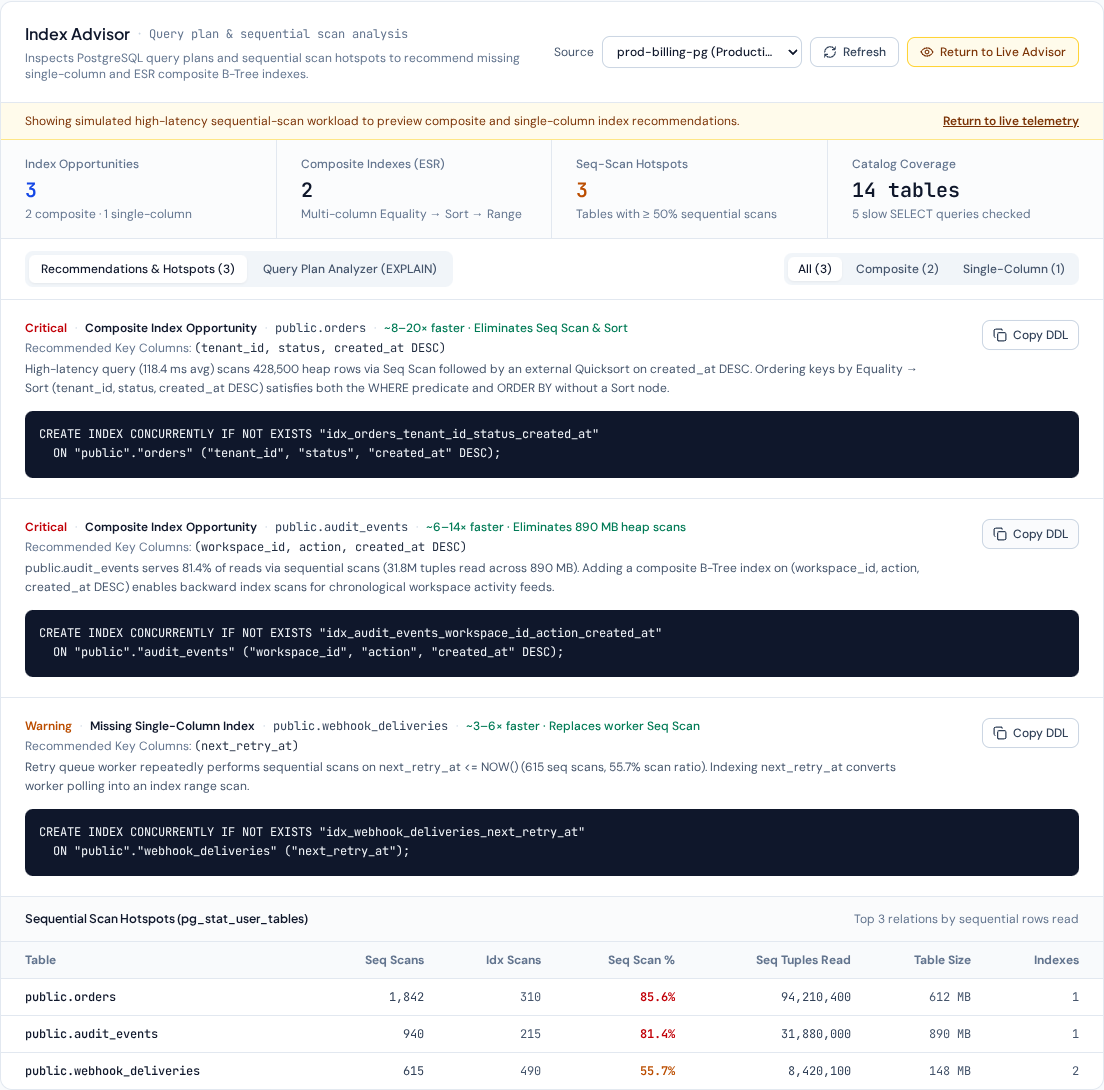 Index Advisor · Query plan & sequential scan analysis
Inspects PostgreSQL query plans and sequential scan hotspots to recommend missing
single-column and ESR composite B-Tree indexes.
Source prod-billing-pg (Producti... Refresh Return to Live Advisor
Showing simulated high-latency sequential-scan workload to preview composite and single-column index recommendations. Return to live telemetry
Index Opportunities Composite Indexes (ESR) Seq-Scan Hotspots Catalog Coverage
3 2 3 14 tables
2 composite · 1 single-column Multi-column Equality → Sort → Range Tables with ≥ 50% sequential scans 5 slow SELECT queries checked
Recommendations & Hotspots (3) Query Plan Analyzer (EXPLAIN) All (3) Composite (2) Single-Column (1)
Critical · Composite Index Opportunity · public.orders · ~8–20× faster · Eliminates Seq Scan & Sort Copy DDL
Recommended Key Columns: (tenant_id, status, created_at DESC)
High-latency query (118.4 ms avg) scans 428,500 heap rows via Seq Scan followed by an external Quicksort on created_at DESC. Ordering keys by Equality →
Sort (tenant_id, status, created_at DESC) satisfies both the WHERE predicate and ORDER BY without a Sort node.
CREATE INDEX CONCURRENTLY IF NOT EXISTS "idx_orders_tenant_id_status_created_at"
ON "public"."orders" ("tenant_id", "status", "created_at" DESC);
Critical · Composite Index Opportunity · public.audit_events · ~6–14× faster · Eliminates 890 MB heap scans Copy DDL
Recommended Key Columns: (workspace_id, action, created_at DESC)
public.audit_events serves 81.4% of reads via sequential scans (31.8M tuples read across 890 MB). Adding a composite B-Tree index on (workspace_id, action,
created_at DESC) enables backward index scans for chronological workspace activity feeds.
CREATE INDEX CONCURRENTLY IF NOT EXISTS "idx_audit_events_workspace_id_action_created_at"
ON "public"."audit_events" ("workspace_id", "action", "created_at" DESC);
Warning · Missing Single-Column Index · public.webhook_deliveries · ~3–6× faster · Replaces worker Seq Scan Copy DDL
Recommended Key Columns: (next_retry_at)
Retry queue worker repeatedly performs sequential scans on next_retry_at <= NOW() (615 seq scans, 55.7% scan ratio). Indexing next_retry_at converts
worker polling into an index range scan.
CREATE INDEX CONCURRENTLY IF NOT EXISTS "idx_webhook_deliveries_next_retry_at"
ON "public"."webhook_deliveries" ("next_retry_at");
Sequential Scan Hotspots (pg_stat_user_tables) Top 3 relations by sequential rows read
Table Seq Scans Idx Scans Seq Scan % Seq Tuples Read Table Size Indexes
public.orders 1,842 310 85.6% 94,210,400 612 MB 1
public.audit_events 940 215 81.4% 31,880,000 890 MB 1
public.webhook_deliveries 615 490 55.7% 8,420,100 148 MB 2